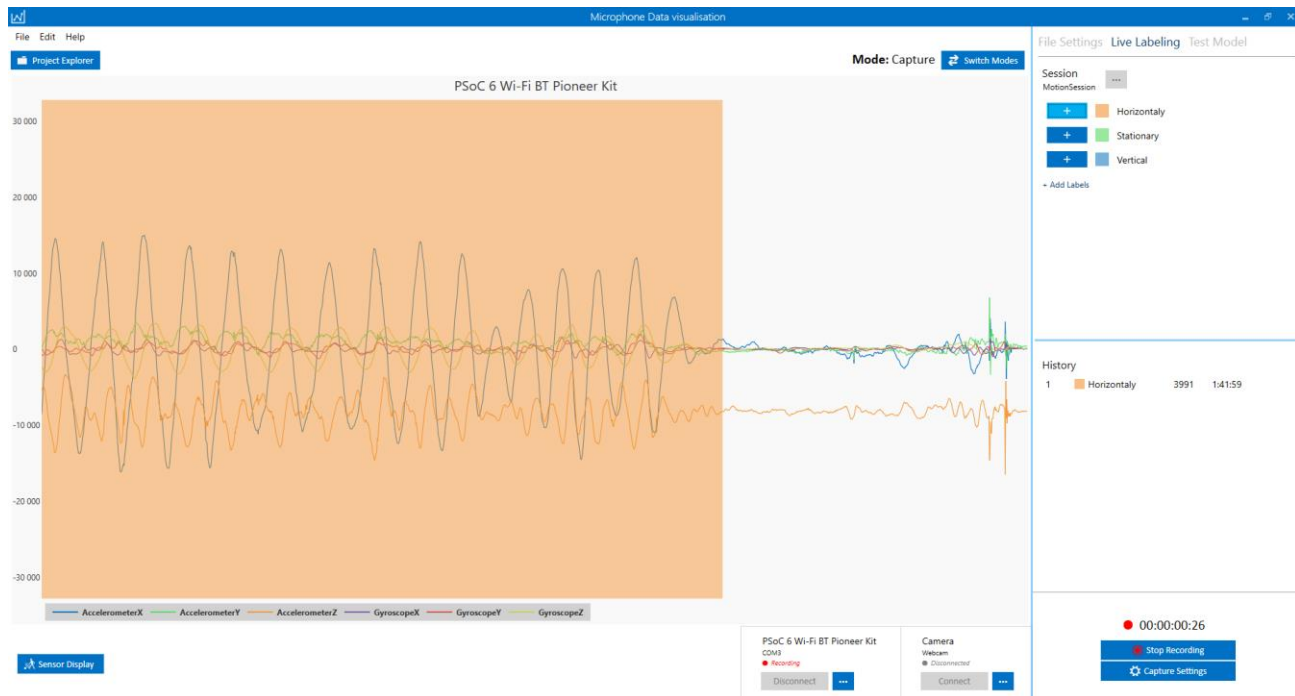 Microphone Data visualisation
File Edit Help
Project Explorer
Mode: Capture
Switch Modes
PSoC 6 Wi-Fi BT Pioneer Kit
30 000
20 000
10 000
0
-10 000
-20 000
-30 000
AccelerometerX AccelerometerY AccelerometerZ GyroscopeX GyroscopeY GyroscopeZ
Sensor Display
PSoC 6 Wi-Fi BT Pioneer Kit
COM3
Recording
Disconnect ...
Camera
Webcam
Disconnected
Connect ...
File Settings Live Labeling Test Model
Session
MotionSession
...
+ Horizontaly
+ Stationary
+ Vertical
+ Add Labels
History
1 Horizontaly 3991 1:41:59
00:00:00:26
Stop Recording
Capture Settings